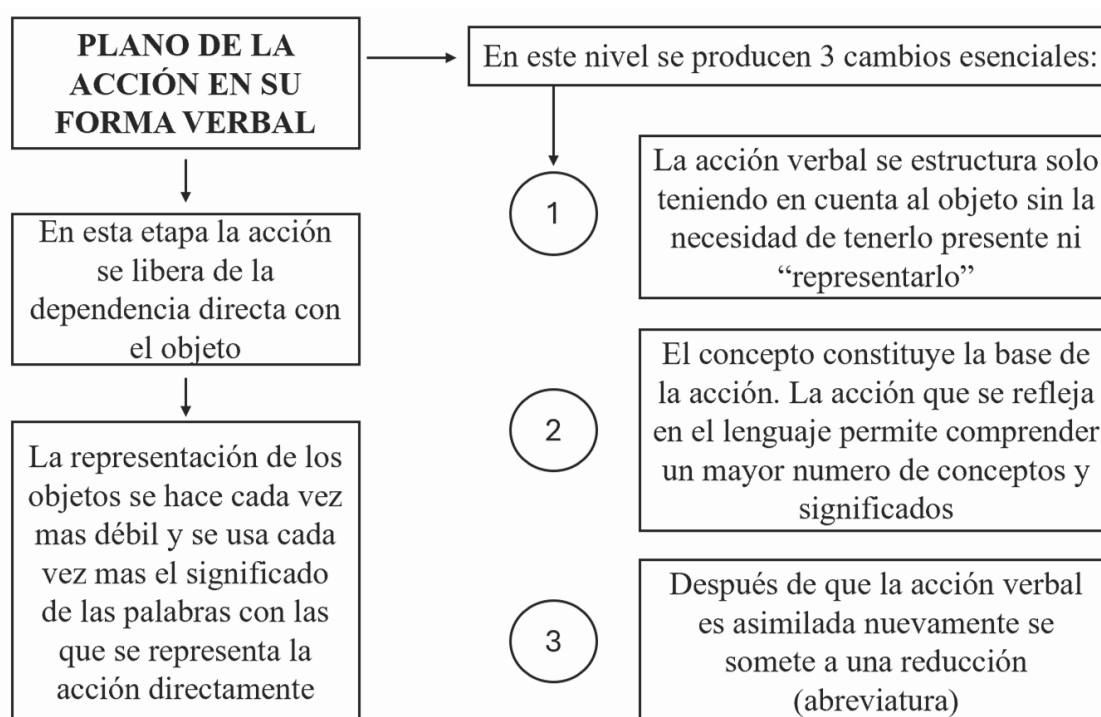 PLANO DE LA
ACCIÓN EN SU
FORMA VERBAL
En esta etapa la acción
se libera de la
dependencia directa con
el objeto
La representación de los
objetos se hace cada vez
mas débil y se usa cada
vez mas el significado
de las palabras con las
que se representa la
acción directamente
En este nivel se producen 3 cambios esenciales:
1
La acción verbal se estructura solo
teniendo en cuenta al objeto sin la
necesidad de tenerlo presente ni
“representarlo”
2
El concepto constituye la base de
la acción. La acción que se refleja
en el lenguaje permite comprender
un mayor numero de conceptos y
significados
3
Después de que la acción verbal
es asimilada nuevamente se
somete a una reducción
(abreviatura)